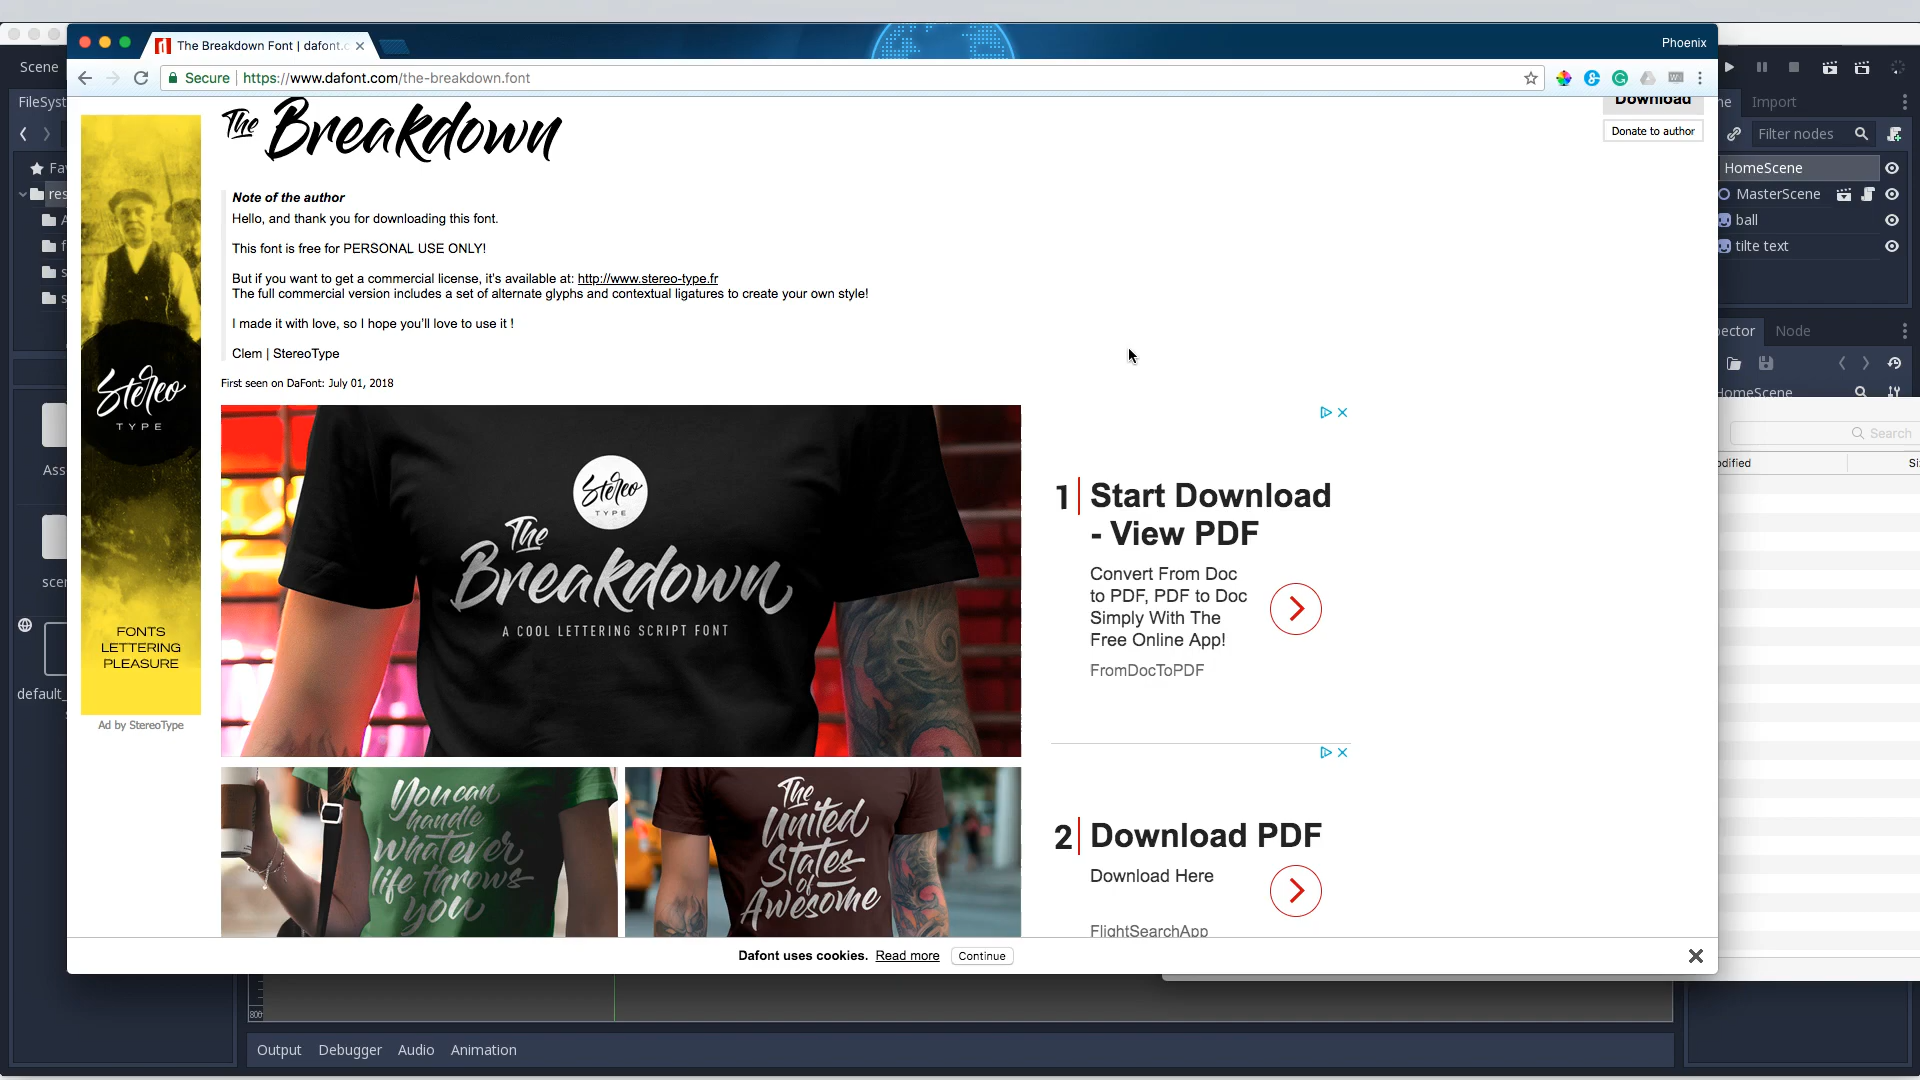 The Breakdown Font | dafont.c
Phoenix
Scene
Secure
https://www.dafont.com/the-breakdown.font
FileSyst
Import
The Breakdown
Download
Donate to author
Filter nodes
Fa
res
HomeScene
MasterScene
ball
tilte text
Note of the author
Hello, and thank you for downloading this font.
This font is free for PERSONAL USE ONLY!
But if you want to get a commercial license, it's available at: http://www.stereo-type.fr
The full commercial version includes a set of alternate glyphs and contextual ligatures to create your own style!
I made it with love, so I hope you'll love to use it !
Clem | StereoType
First seen on DaFont: July 01, 2018
pector
Node
HomeScene
Search
odified
Si
Stereo
TYPE
FONTS
LETTERING
PLEASURE
Ad by StereoType
Ass
scer
default_
Stereo
TYPE
The
Breakdown
A COOL LETTERING SCRIPT FONT
1
Start Download
- View PDF
Convert From Doc
to PDF, PDF to Doc
Simply With The
Free Online App!
FromDocToPDF
You can
handle
whatever
life throws
you
The
United
States
of
Awesome
2
Download PDF
Download Here
FlightSearchApp
Dafont uses cookies. Read more
Continue
800
Output
Debugger
Audio
Animation